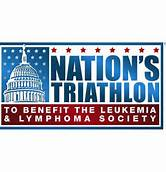 NATION'S
TRIATHLON
TO BENEFIT THE LEUKEMIA
& LYMPHOMA SOCIETY